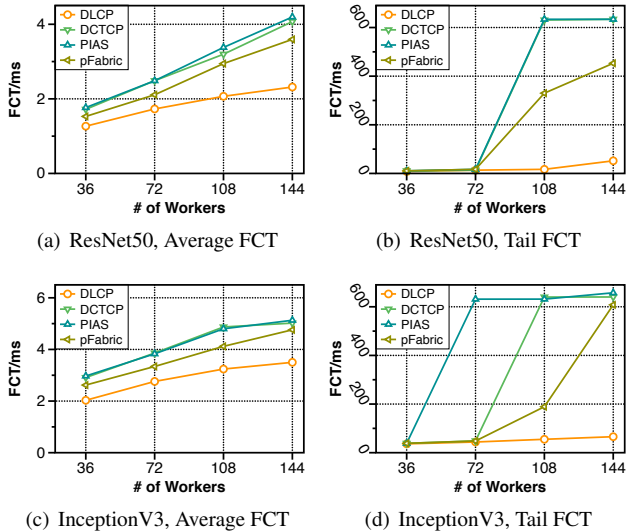 DLCP
DCTCP
PIAS
pFabric
FCT/ms
6
4
2
0
36 72 108 144
# of Workers
(a) ResNet50, Average FCT
DLCP
DCTCP
PIAS
pFabric
FCT/ms
600
400
200
0
36 72 108 144
# of Workers
(b) ResNet50, Tail FCT
DLCP
DCTCP
PIAS
pFabric
FCT/ms
6
4
2
0
36 72 108 144
# of Workers
(c) InceptionV3, Average FCT
DLCP
DCTCP
PIAS
pFabric
FCT/ms
600
400
200
0
36 72 108 144
# of Workers
(d) InceptionV3, Tail FCT